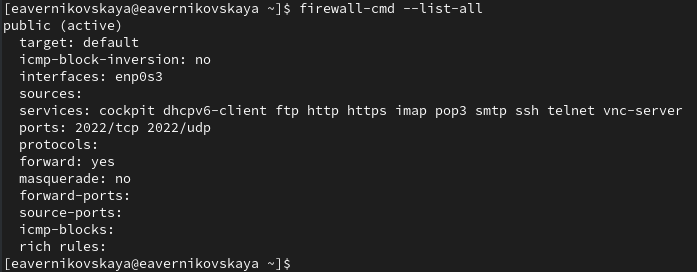 [eavernikovskaya@eavernikovskaya ~]$ firewall-cmd --list-all
public (active)
  target: default
  icmp-block-inversion: no
  interfaces: enp0s3
  sources:
  services: cockpit dhcpv6-client ftp http https imap pop3 smtp ssh telnet vnc-server
  ports: 2022/tcp 2022/udp
  protocols:
  forward: yes
  masquerade: no
  forward-ports:
  source-ports:
  icmp-blocks:
  rich rules:
[eavernikovskaya@eavernikovskaya ~]$